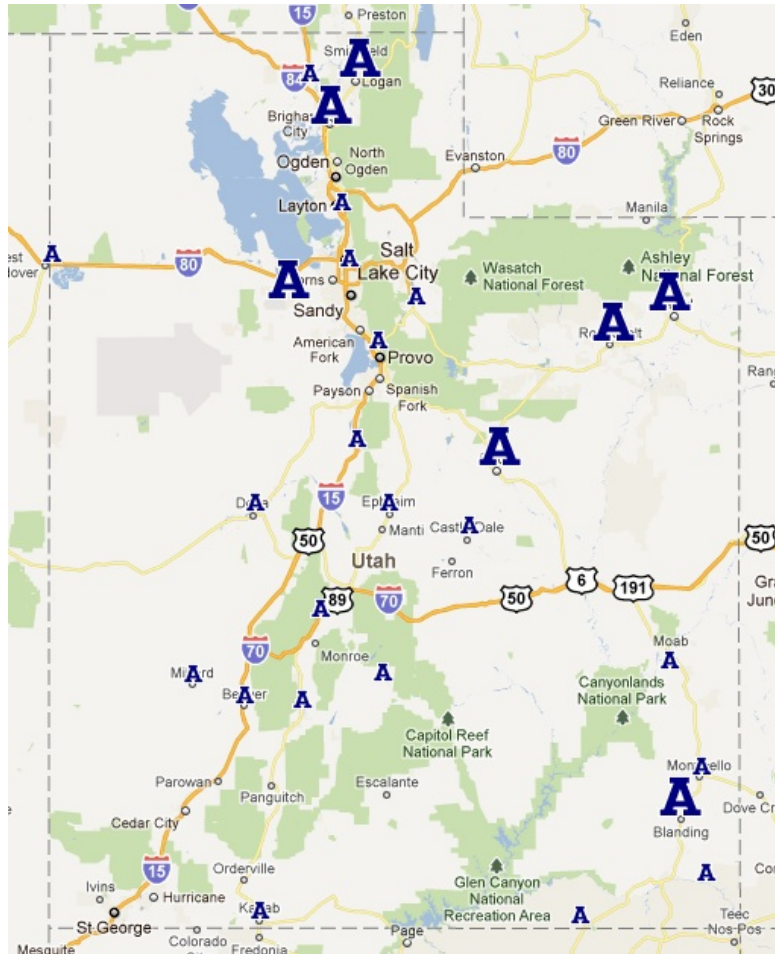 15
Preston
Eden
Smithfield
A
A
84
Logan
Reliance
30
A
Brigham
City
Green River
Rock
Springs
North
Ogden
Ogden
Evanston
80
Layton
A
Manila
A
80
A
Salt
Lake City
Ashley
National Forest
Wasatch
National Forest
A
A
A
Sandy
A
American
Fork
A
Provo
Payson
Spanish
Fork
A
A
15
A
Ephraim
A
Manti
Castle Dale
A
50
Utah
Ferron
50
6
191
50
89
70
A
70
Monroe
Moab
A
A
A
A
A
Canyonlands
National Park
Capitol Reef
National Park
Monticello
A
Parowan
Panguitch
Escalante
A
Blanding
Cedar City
15
Orderville
Glen Canyon
National
Recreation Area
A
Ivins
Hurricane
Kanab
A
A
St George
Colorado
Page
Teec
Nos Pos
Mesquite
Fredonia